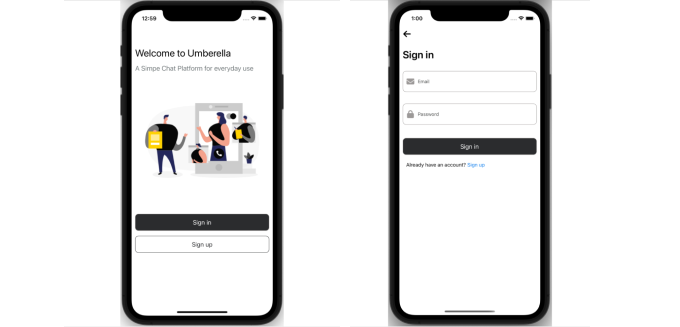 12:59
Welcome to Umberella
A Simpe Chat Platform for everyday use
Sign in
Sign up
1:00
Sign in
Email
Password
Sign in
Already have an account? Sign up